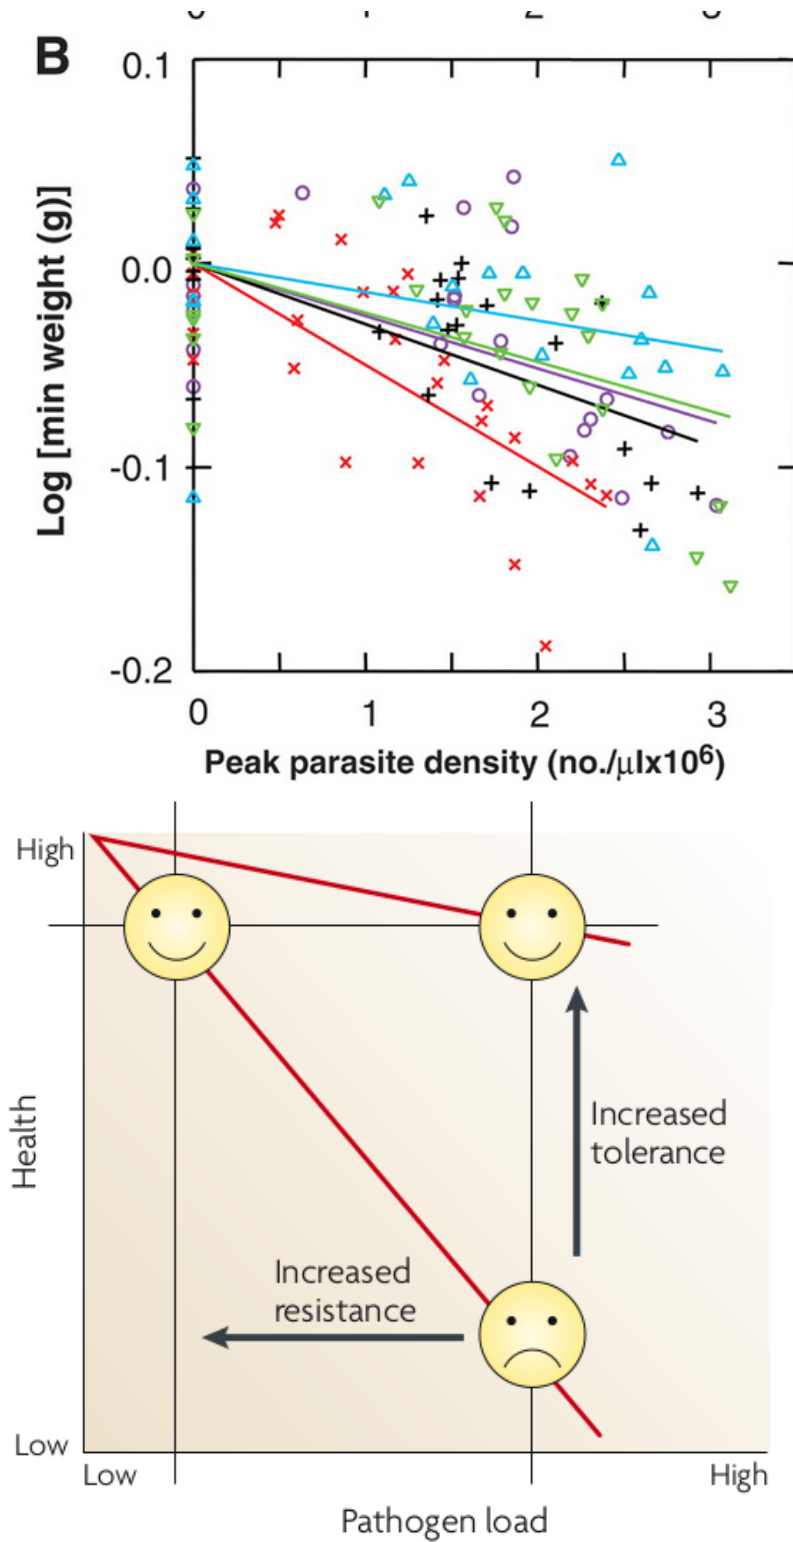 B
0.1
0.0
-0.1
-0.2
Log [min weight (g)]
0 1 2 3
Peak parasite density (no./μlx10⁶)
High
Health
Increased
tolerance
Increased
resistance
Low
Low High
Pathogen load